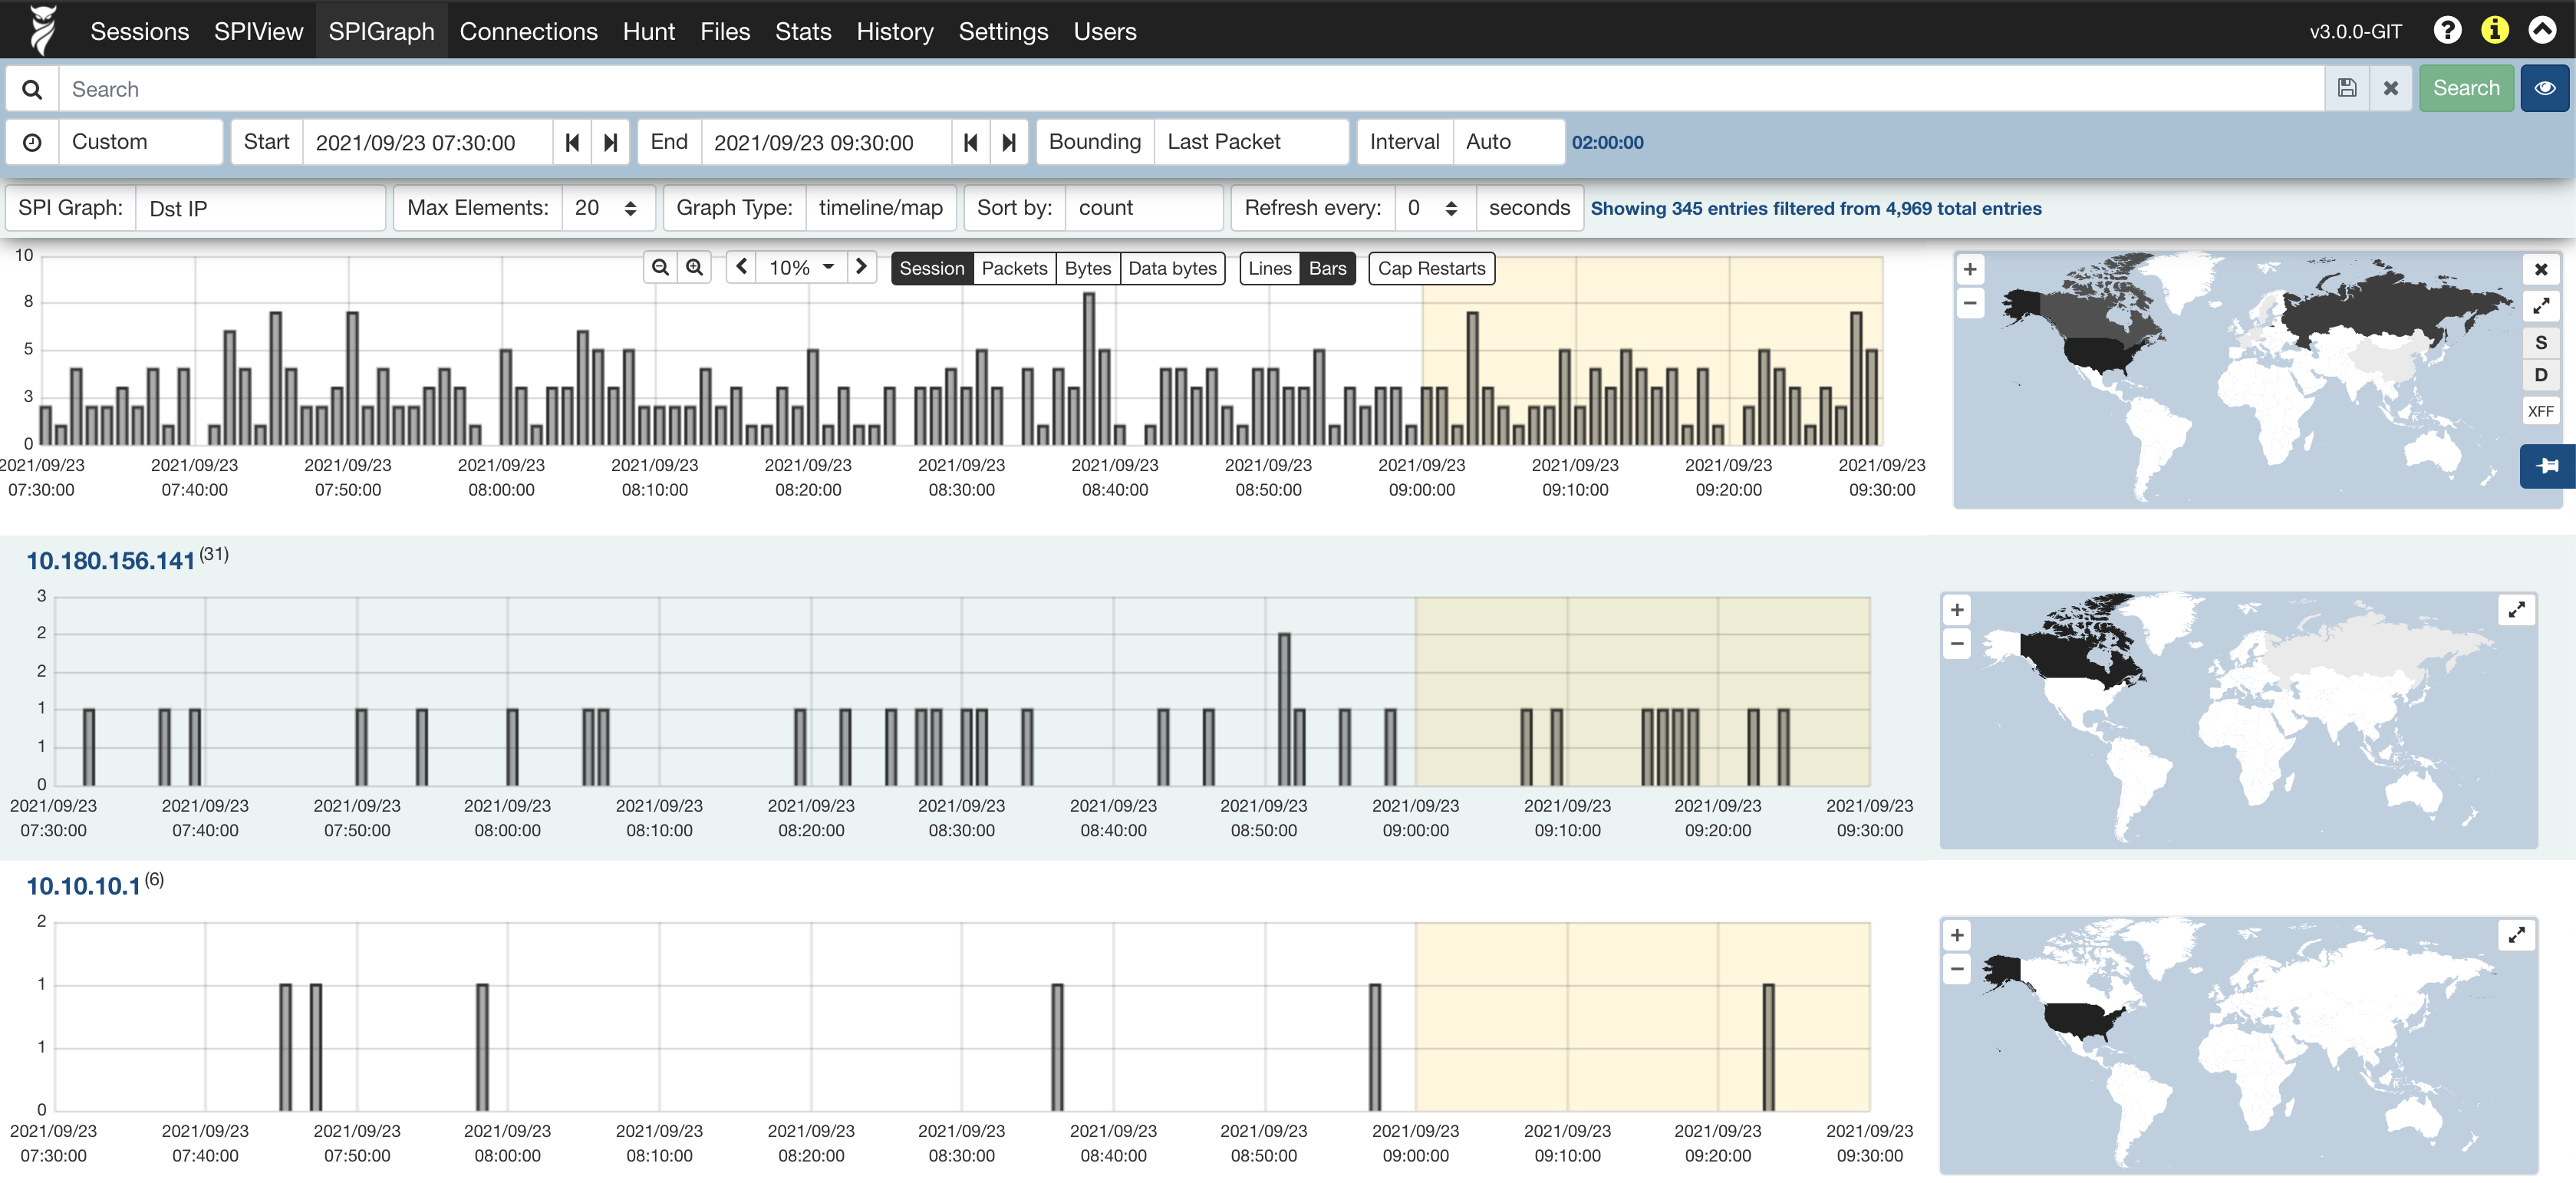 Sessions SPIView SPIGraph Connections Hunt Files Stats History Settings Users v3.0.0-GIT
Search Search
Custom Start 2021/09/23 07:30:00 End 2021/09/23 09:30:00 Bounding Last Packet Interval Auto 02:00:00
SPI Graph: Dst IP Max Elements: 20 Graph Type: timeline/map Sort by: count Refresh every: 0 seconds Showing 345 entries filtered from 4,969 total entries
10% Session Packets Bytes Data bytes Lines Bars Cap Restarts
10
8
5
3
0
2021/09/23 2021/09/23 2021/09/23 2021/09/23 2021/09/23 2021/09/23 2021/09/23 2021/09/23 2021/09/23 2021/09/23 2021/09/23 2021/09/23 2021/09/23
07:30:00 07:40:00 07:50:00 08:00:00 08:10:00 08:20:00 08:30:00 08:40:00 08:50:00 09:00:00 09:10:00 09:20:00 09:30:00
+
−
S
D
XFF
10.180.156.141 (31)
3
2
2
1
1
0
2021/09/23 2021/09/23 2021/09/23 2021/09/23 2021/09/23 2021/09/23 2021/09/23 2021/09/23 2021/09/23 2021/09/23 2021/09/23 2021/09/23 2021/09/23
07:30:00 07:40:00 07:50:00 08:00:00 08:10:00 08:20:00 08:30:00 08:40:00 08:50:00 09:00:00 09:10:00 09:20:00 09:30:00
+
−
10.10.10.1 (6)
2
1
1
0
2021/09/23 2021/09/23 2021/09/23 2021/09/23 2021/09/23 2021/09/23 2021/09/23 2021/09/23 2021/09/23 2021/09/23 2021/09/23 2021/09/23 2021/09/23
07:30:00 07:40:00 07:50:00 08:00:00 08:10:00 08:20:00 08:30:00 08:40:00 08:50:00 09:00:00 09:10:00 09:20:00 09:30:00
+
−